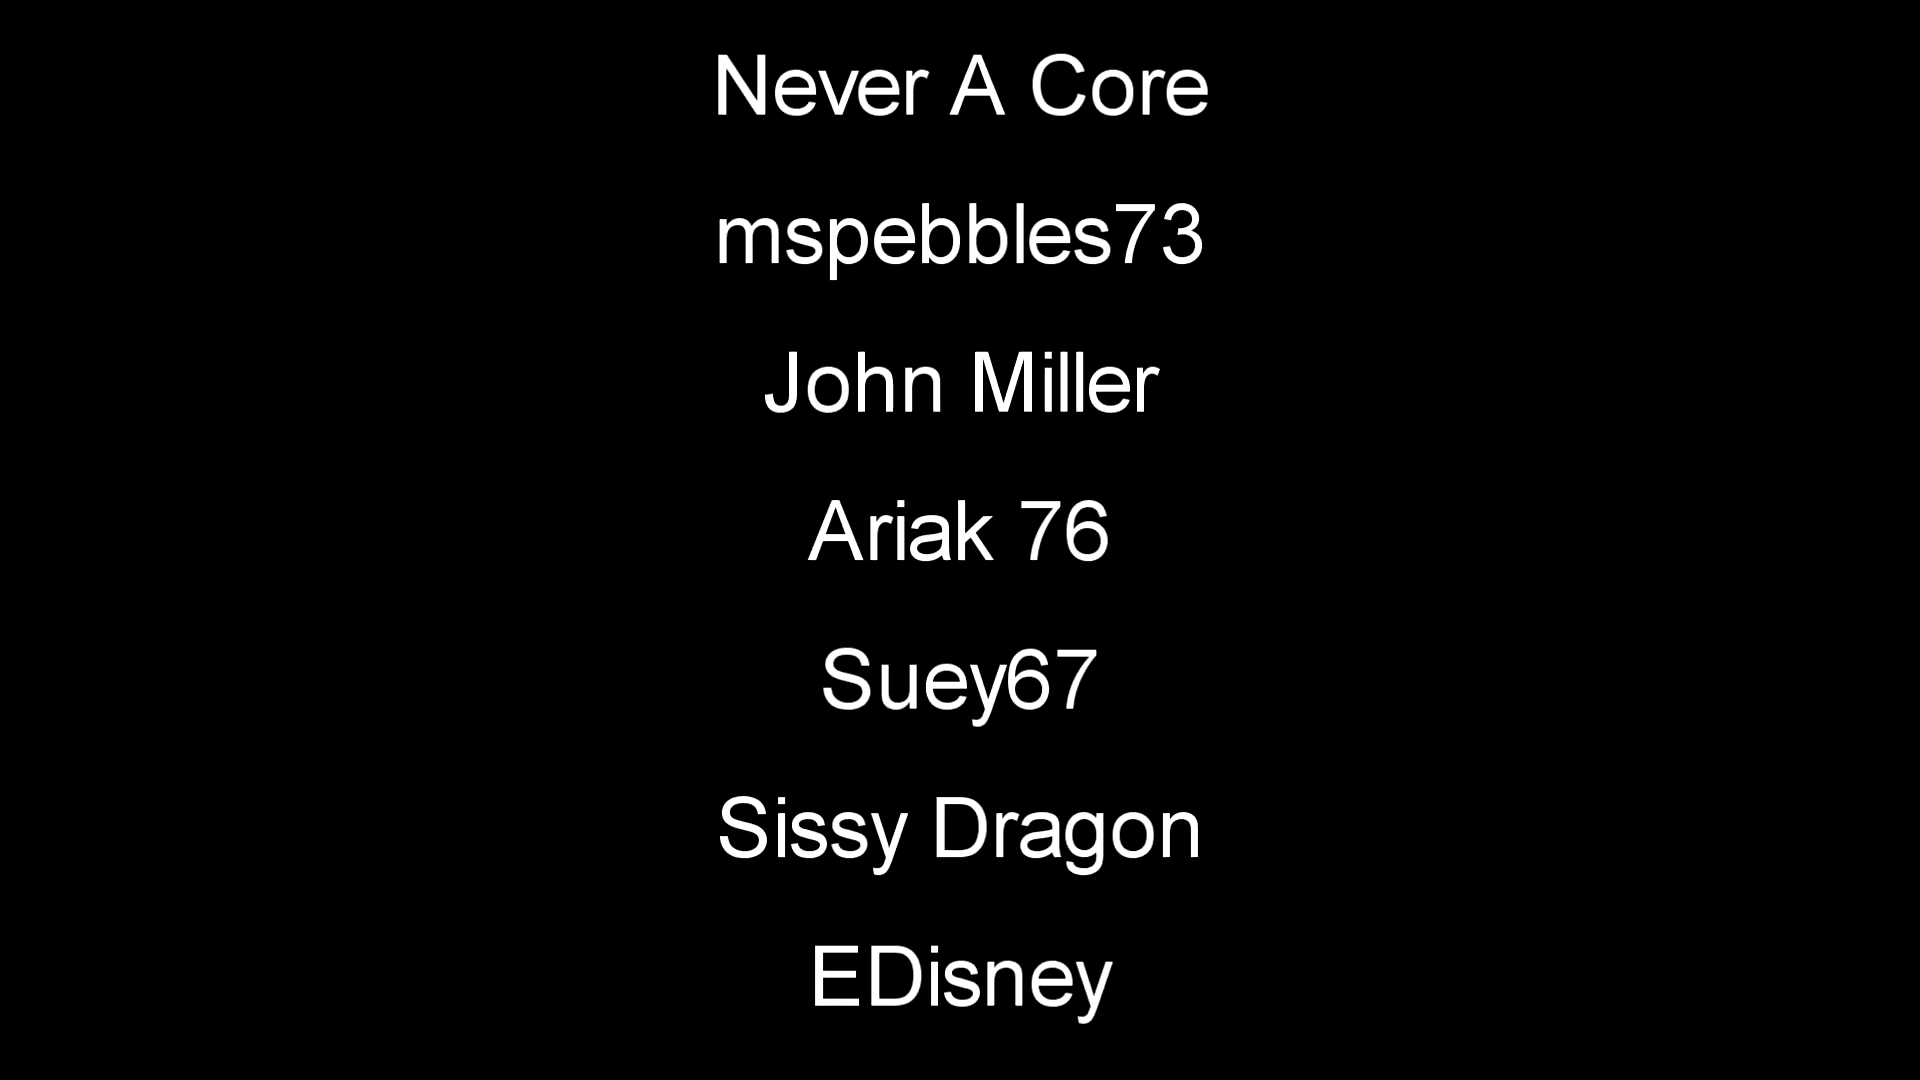 Never A Core
mspebbles73
John Miller
Ariak 76
Suey67
Sissy Dragon
EDisney